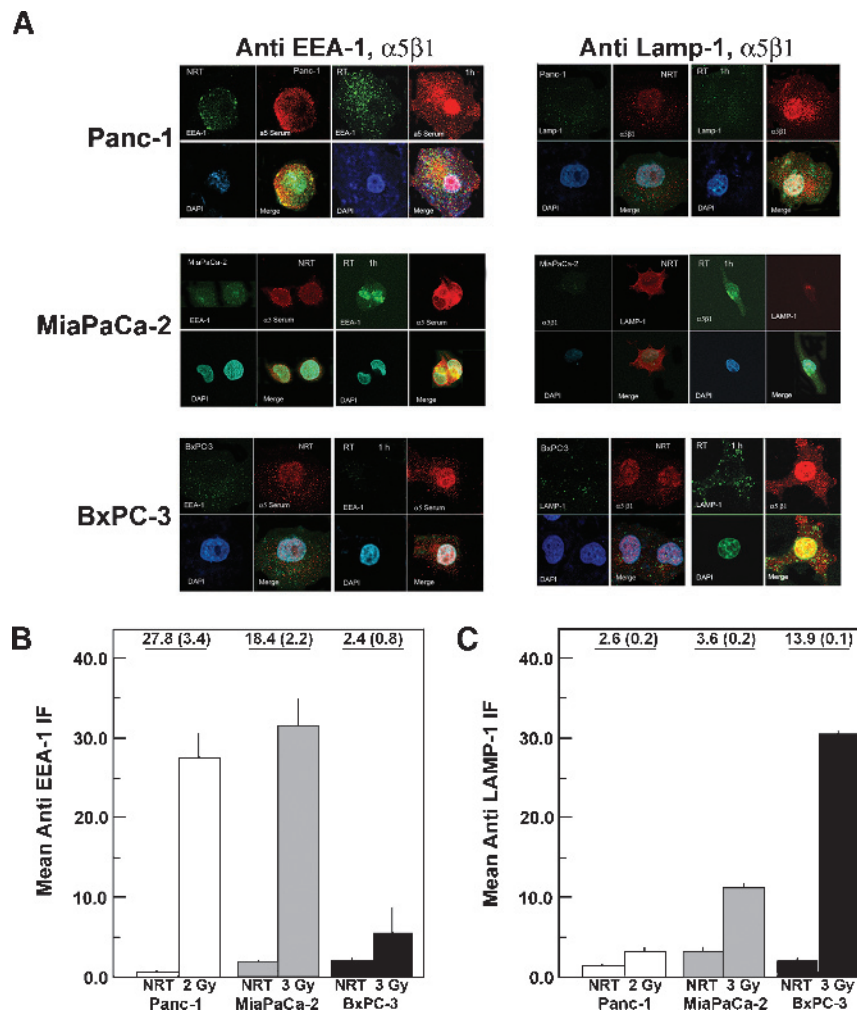 A
Anti EEA-1, α5β1
Anti Lamp-1, α5β1
Panc-1
NRT
Panc-1
RT
1h
EEA-1
α5 Serum
EEA-1
α5 Serum
DAPI
Merge
DAPI
Merge
Panc-1
NRT
RT
1h
Lamp-1
α5β1
Lamp-1
α5β1
DAPI
Merge
DAPI
Merge
MiaPaCa-2
MiaPaCa-2
NRT
RT
1h
EEA-1
α5 Serum
EEA-1
α5 Serum
DAPI
Merge
DAPI
Merge
MiaPaCa-2
NRT
RT
1h
α5β1
LAMP-1
α5β1
LAMP-1
DAPI
Merge
DAPI
Merge
BxPC-3
BxPC3
NRT
RT
1 h
EEA-1
α5 Serum
EEA-1
α5 Serum
DAPI
Merge
DAPI
Merge
BxPC3
NRT
RT
1 h
LAMP-1
α5 β1
LAMP-1
α5 β1
DAPI
Merge
DAPI
Merge
B
27.8 (3.4) 18.4 (2.2) 2.4 (0.8)
40.0
30.0
20.0
10.0
0.0
Mean Anti EEA-1 IF
NRT 2 Gy NRT 3 Gy NRT 3 Gy
Panc-1 MiaPaCa-2 BxPC-3
C
2.6 (0.2) 3.6 (0.2) 13.9 (0.1)
40.0
30.0
20.0
10.0
0.0
Mean Anti LAMP-1 IF
NRT 2 Gy NRT 3 Gy NRT 3 Gy
Panc-1 MiaPaCa-2 BxPC-3